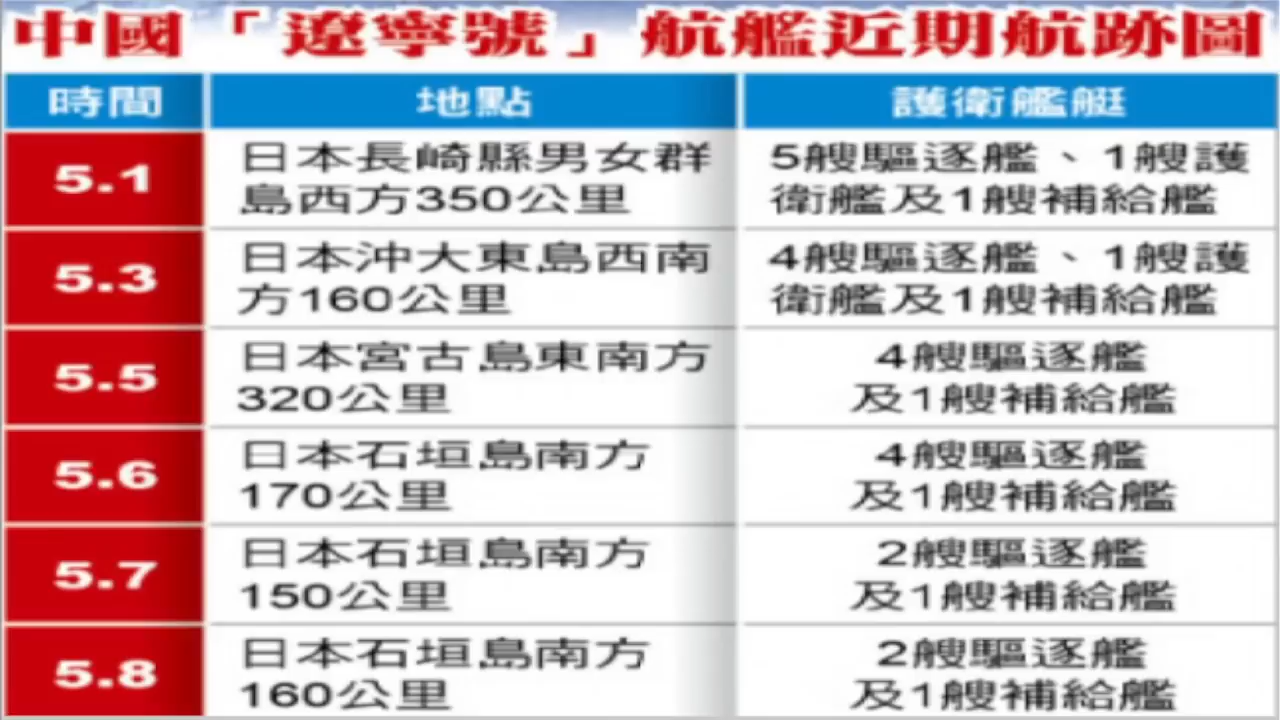 中國「遼寧號」航艦近期航跡圖
時間 地點 護衛艦艇
5.1
日本長崎縣男女群
島西方350公里
5艘驅逐艦、1艘護
衛艦及1艘補給艦
5.3
日本沖大東島西南
方160公里
4艘驅逐艦、1艘護
衛艦及1艘補給艦
5.5
日本宮古島東南方
320公里
4艘驅逐艦
及1艘補給艦
5.6
日本石垣島南方
170公里
4艘驅逐艦
及1艘補給艦
5.7
日本石垣島南方
150公里
2艘驅逐艦
及1艘補給艦
5.8
日本石垣島南方
160公里
2艘驅逐艦
及1艘補給艦